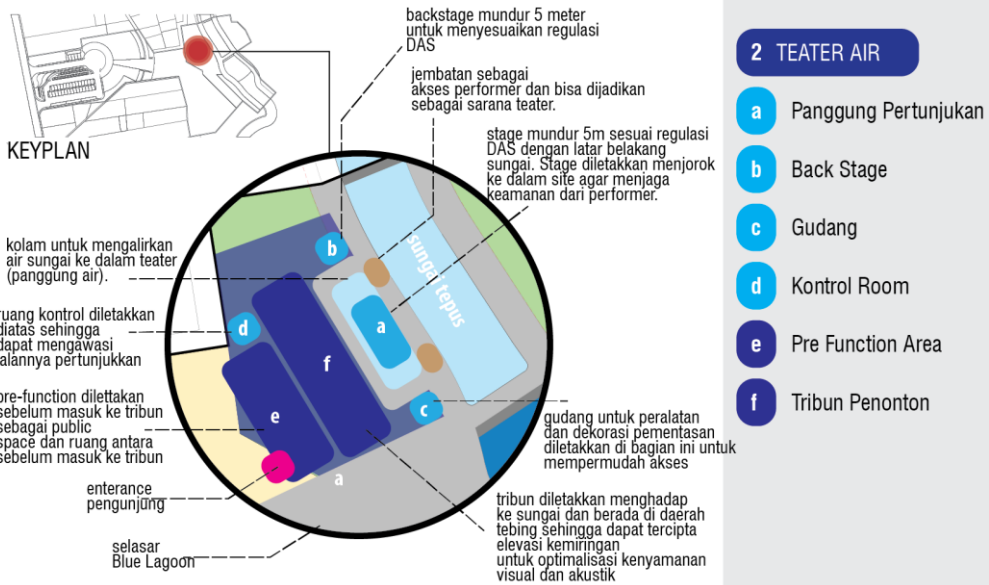 backstage mundur 5 meter
untuk menyesuaikan regulasi
DAS
jembatan sebagai
akses performer dan bisa dijadikan
sebagai sarana teater.
stage mundur 5m sesuai regulasi
DAS dengan latar belakang
sungai. Stage diletakkan menjorok
ke dalam site agar menjaga
keamanan dari performer.
KEYPLAN
kolam untuk mengalirkan
air sungai ke dalam teater
(panggung air).
ruang kontrol diletakkan
diatas sehingga
dapat mengawasi
jalannya pertunjukkan
pre-function dilettakan
sebelum masuk ke tribun
sebagai public
space dan ruang antara
sebelum masuk ke tribun
enterance
pengunjung
selasar
Blue Lagoon
b
sungai tepus
a
d
f
e
c
a
gudang untuk peralatan
dan dekorasi pementasan
diletakkan di bagian ini untuk
mempermudah akses
tribun diletakkan menghadap
ke sungai dan berada di daerah
tebing sehingga dapat tercipta
elevasi kemiringan
untuk optimalisasi kenyamanan
visual dan akustik
2 TEATER AIR
a Panggung Pertunjukan
b Back Stage
c Gudang
d Kontrol Room
e Pre Function Area
f Tribun Penonton